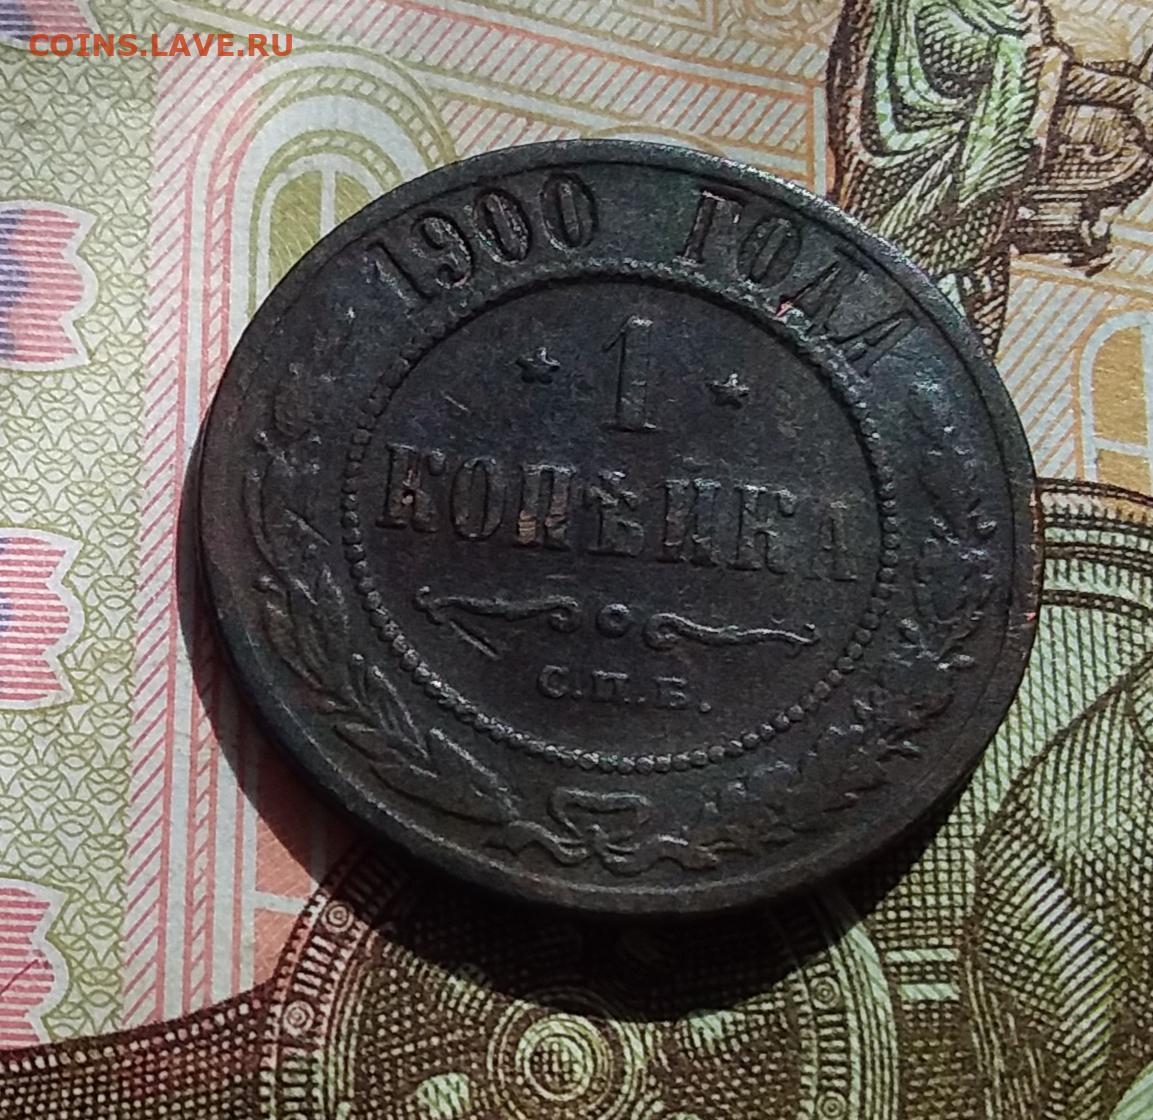 COINS.LAVE.RU
1900 ГОДА
* 1 *
КОПѢЙКА
С.П.Б.